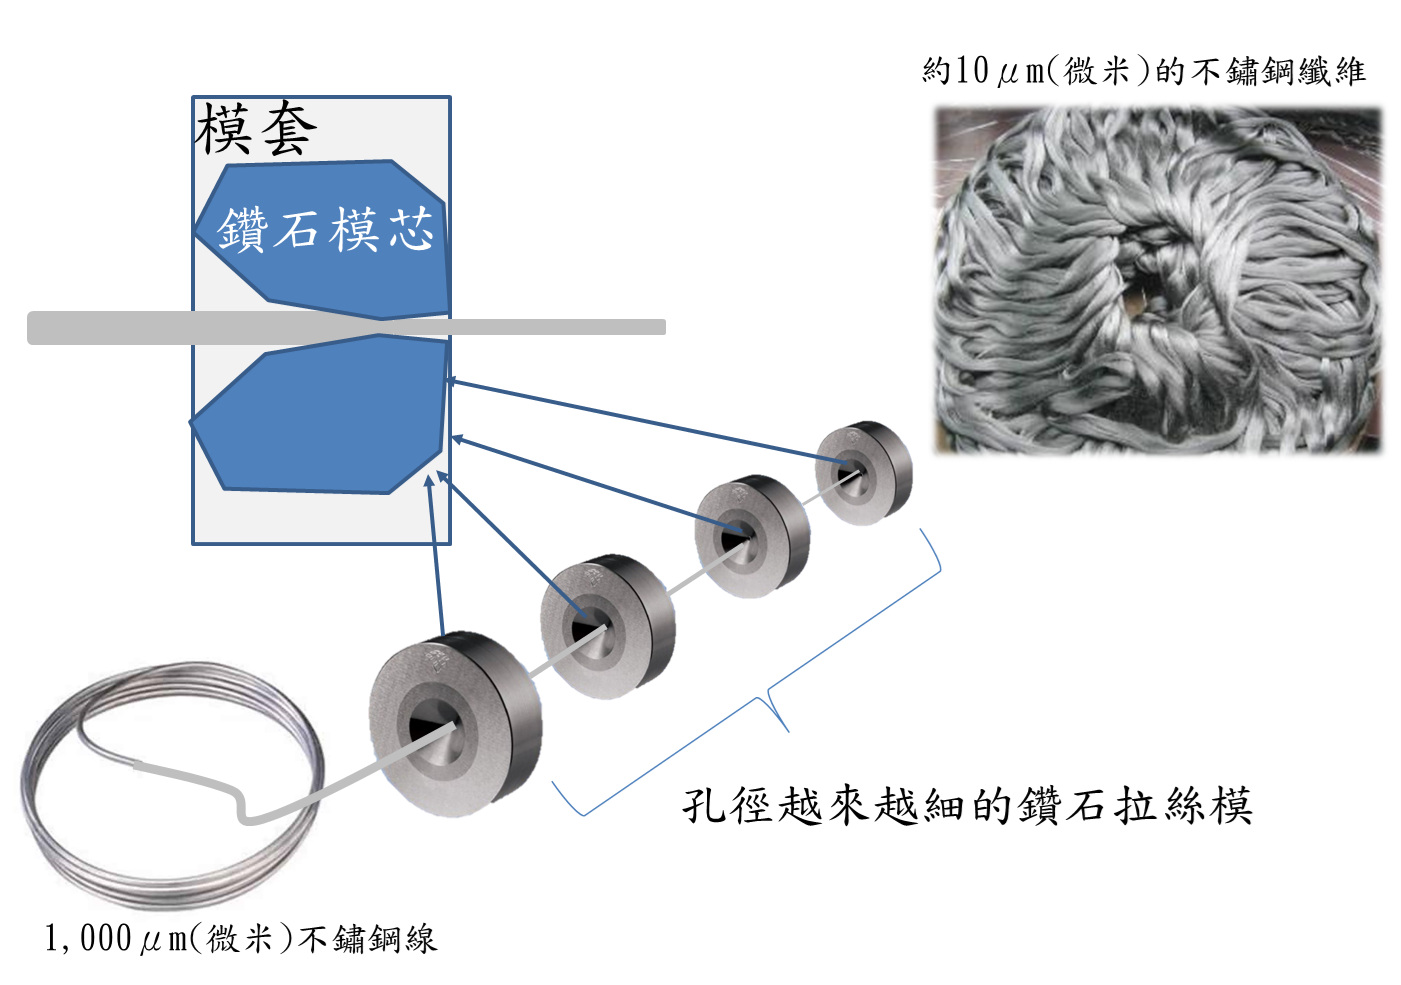 約10μm(微米)的不鏽鋼纖維
模套
鑽石模芯
孔徑越來越細的鑽石拉絲模
1,000μm(微米)不鏽鋼線